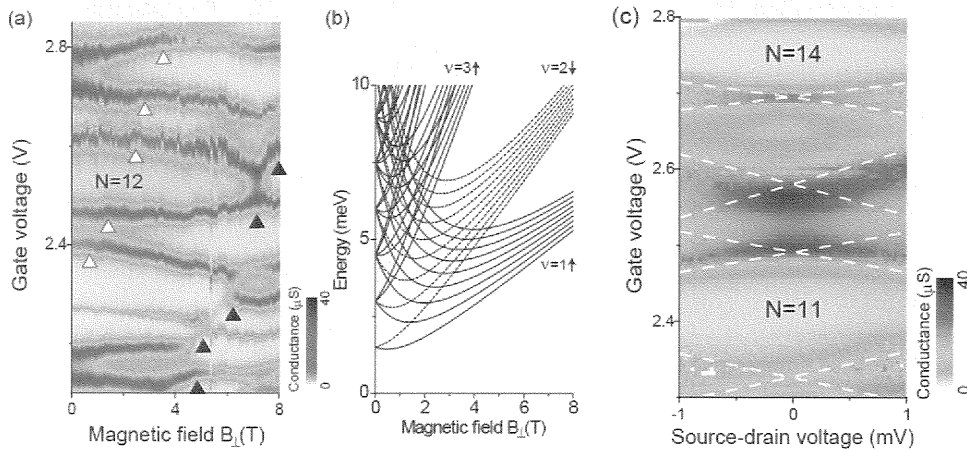 (a)
2.8
2.4
Gate voltage (V)
N=12
0
4
8
Magnetic field B⊥(T)
Conductance (µS)
40
0
(b)
ν=3↑
ν=2↓
10
5
0
Energy (meV)
ν=1↑
0
2
4
6
8
Magnetic field B⊥(T)
(c)
2.8
2.6
2.4
Gate voltage (V)
N=14
N=11
-1
0
1
Source-drain voltage (mV)
Conductance (µS)
40
0